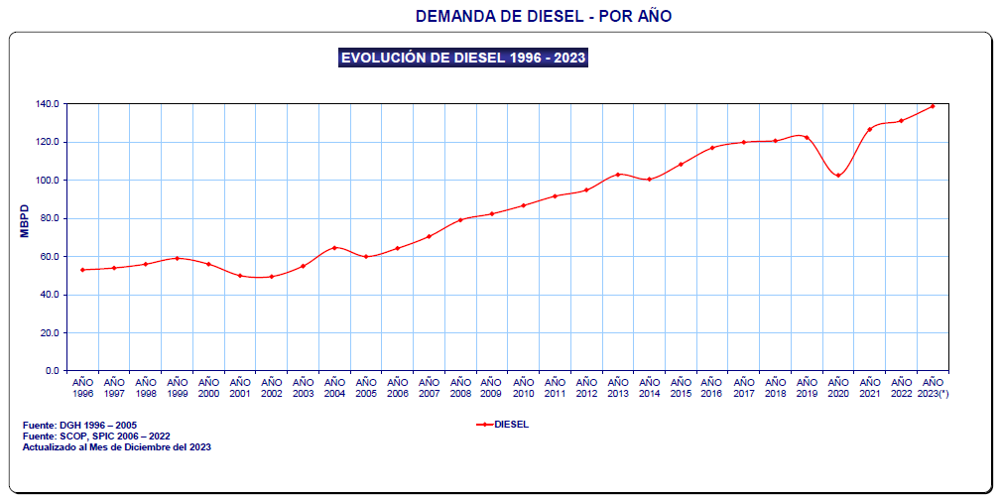 DEMANDA DE DIESEL - POR AÑO
EVOLUCIÓN DE DIESEL 1996 - 2023
140.0
120.0
100.0
80.0
60.0
40.0
20.0
0.0
MBPD
AÑO AÑO AÑO AÑO AÑO AÑO AÑO AÑO AÑO AÑO AÑO AÑO AÑO AÑO AÑO AÑO AÑO AÑO AÑO AÑO AÑO AÑO AÑO AÑO AÑO AÑO AÑO AÑO
1996 1997 1998 1999 2000 2001 2002 2003 2004 2005 2006 2007 2008 2009 2010 2011 2012 2013 2014 2015 2016 2017 2018 2019 2020 2021 2022 2023(*)
DIESEL
Fuente: DGH 1996 – 2005
Fuente: SCOP, SPIC 2006 – 2022
Actualizado al Mes de Diciembre del 2023